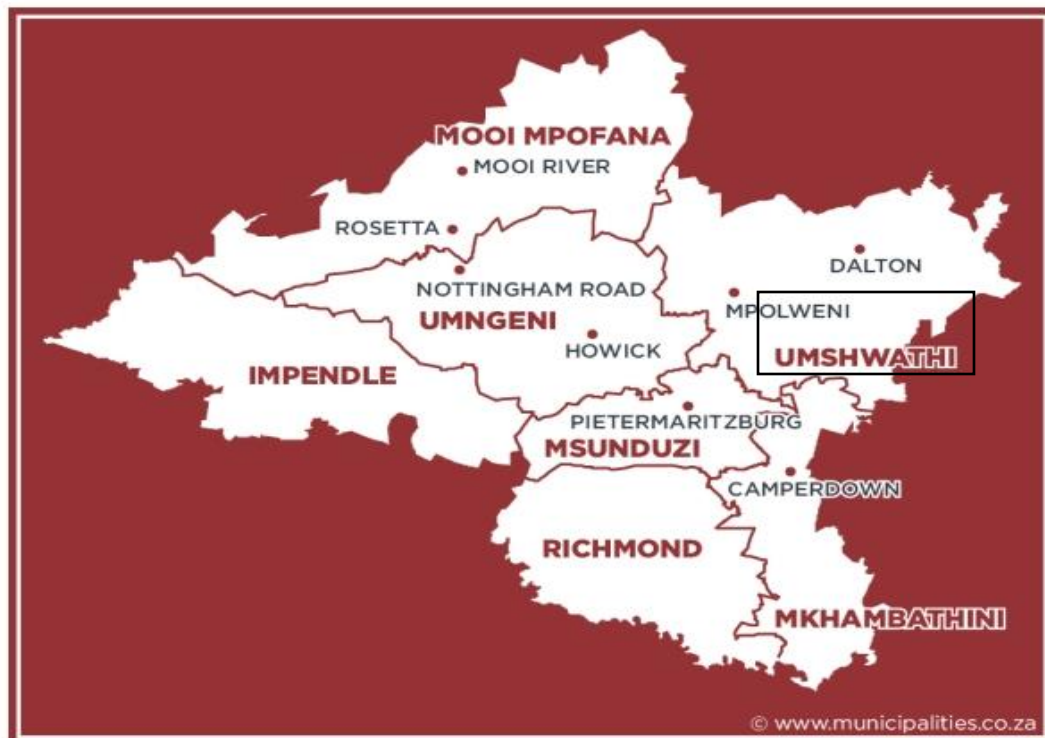 MOOI MPOFANA
MOOI RIVER
ROSETTA
DALTON
NOTTINGHAM ROAD
MPOLWENI
UMNGENI
HOWICK
UMSHWATHI
IMPENDLE
PIETERMARITZBURG
MSUNDUZI
CAMPERDOWN
RICHMOND
MKHAMBATHINI
© www.municipalities.co.za